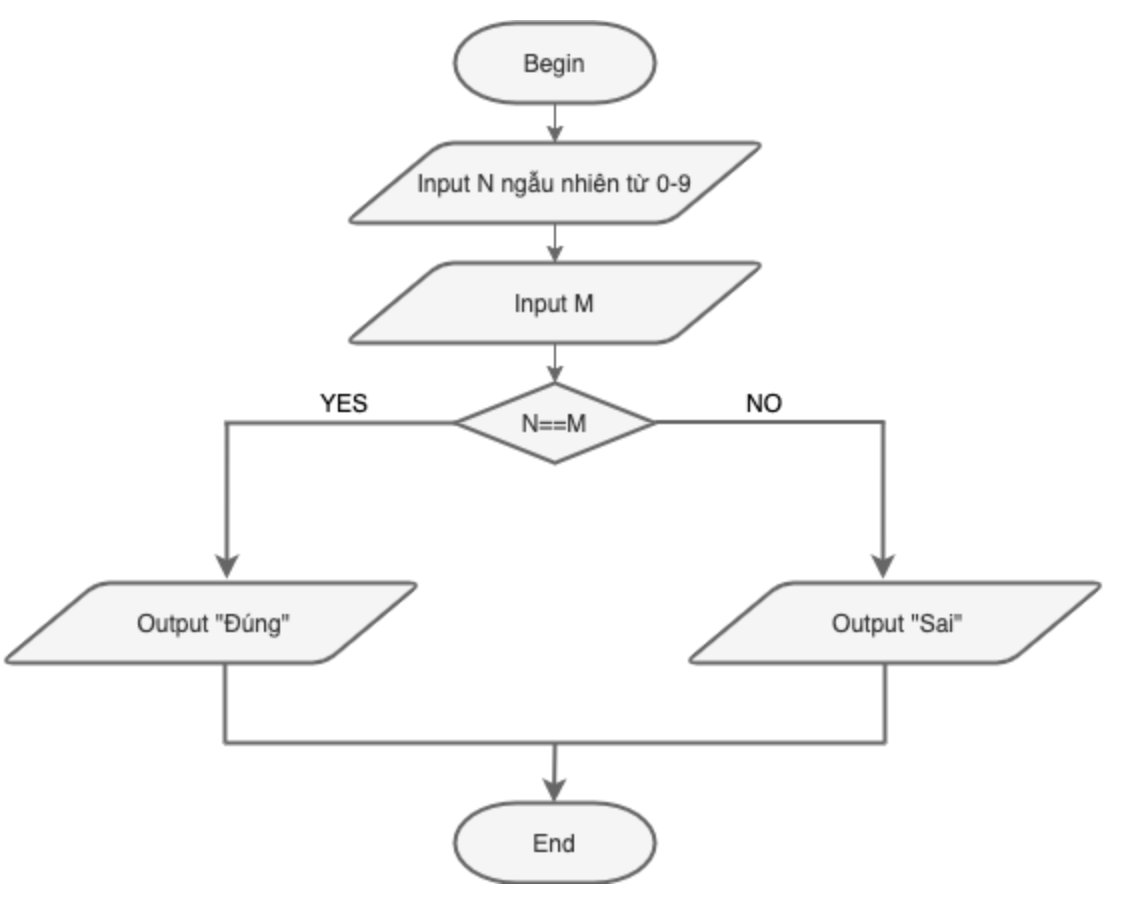 Begin
Input N ngẫu nhiên từ 0-9
Input M
YES
N==M
NO
Output "Đúng"
Output "Sai"
End